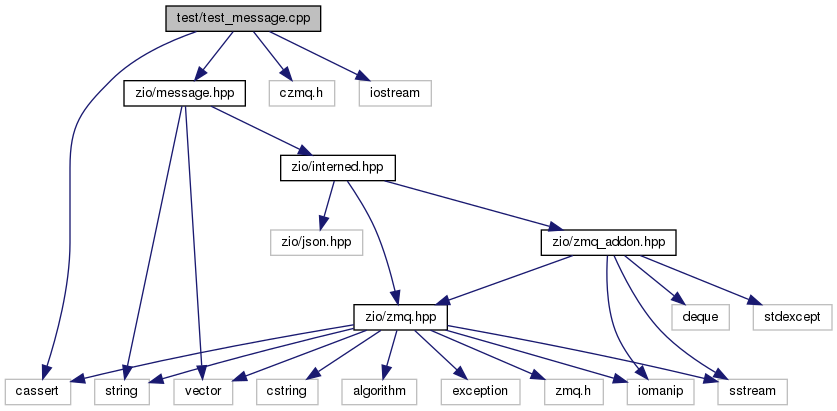 test/test_message.cpp
zio/message.hpp
czmq.h
iostream
zio/interned.hpp
zio/json.hpp
zio/zmq_addon.hpp
zio/zmq.hpp
deque
stdexcept
cassert
string
vector
cstring
algorithm
exception
zmq.h
iomanip
sstream